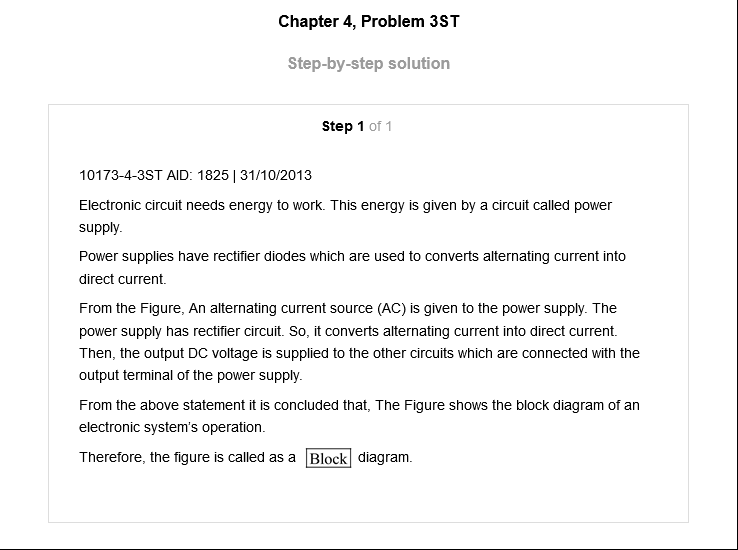 Chapter 4, Problem 3ST
Step-by-step solution
Step 1 of 1
10173-4-3ST AID: 1825 | 31/10/2013
Electronic circuit needs energy to work. This energy is given by a circuit called power
supply.
Power supplies have rectifier diodes which are used to converts alternating current into
direct current.
From the Figure, An alternating current source (AC) is given to the power supply. The
power supply has rectifier circuit. So, it converts alternating current into direct current.
Then, the output DC voltage is supplied to the other circuits which are connected with the
output terminal of the power supply.
From the above statement it is concluded that, The Figure shows the block diagram of an
electronic system's operation.
Therefore, the figure is called as a Block diagram.